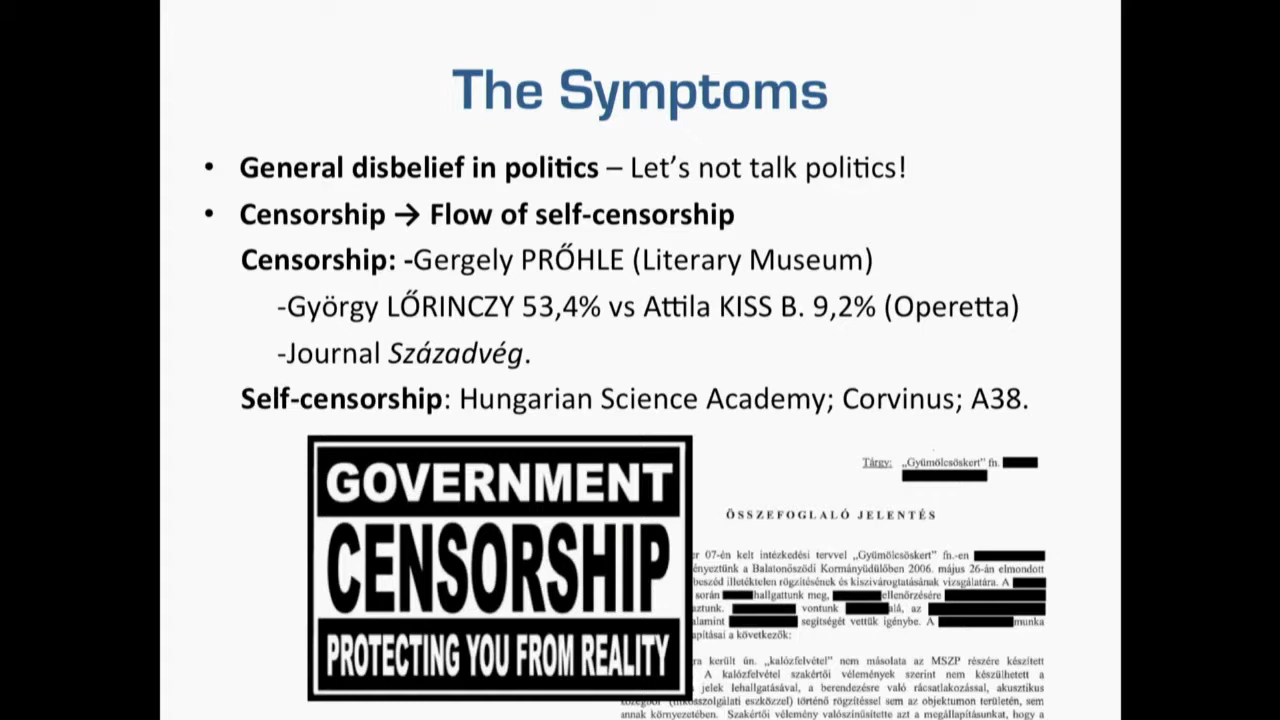 The Symptoms
• General disbelief in politics – Let's not talk politics!
• Censorship → Flow of self-censorship
Censorship: -Gergely PRŐHLE (Literary Museum)
-György LŐRINCZY 53,4% vs Attila KISS B. 9,2% (Operetta)
-Journal Századvég.
Self-censorship: Hungarian Science Academy; Corvinus; A38.
GOVERNMENT
CENSORSHIP
PROTECTING YOU FROM REALITY
Tárgy: „Gyümölcsöskert” fn.
ÖSSZEFOGLALÓ JELENTÉS
07-én kelt intézkedési tervvel „Gyümölcsöskert” fn.-en
a Balatonőszödi Kormányüdülőben 2006. május 26-án elmondott
beszéd illetéktelen rögzítésének és kiszivárogtatásának vizsgálatára. A
során hallgattunk meg, ellenőrzésére
vontunk alá, az
segítségét vettük igénybe. A munka
a következők:
került ún. „kalózfelvétel” nem másolata az MSZP részére készített
A kalózfelvétel szakértői vélemények szerint nem készülhetett a
jelek lehallgatásával, a berendezésre való rácsatlakozással, akusztikus
eszközzel) történő rögzítéssel sem az objektumon területén, sem
annak környezetében. Szakértői vélemény valószínűsítette azt a megállapításunkat, hogy a